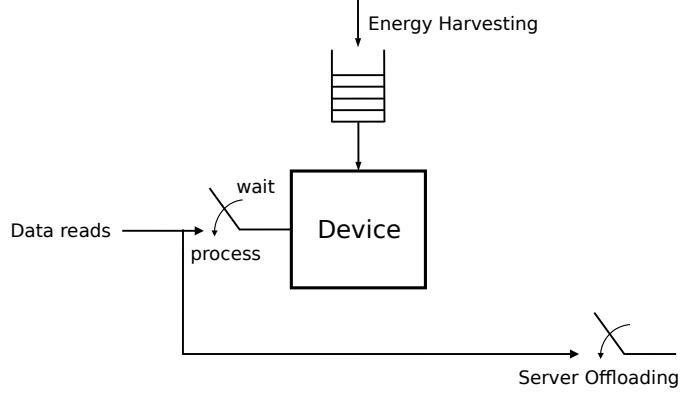 Energy Harvesting
wait
Data reads
Device
process
Server Offloading